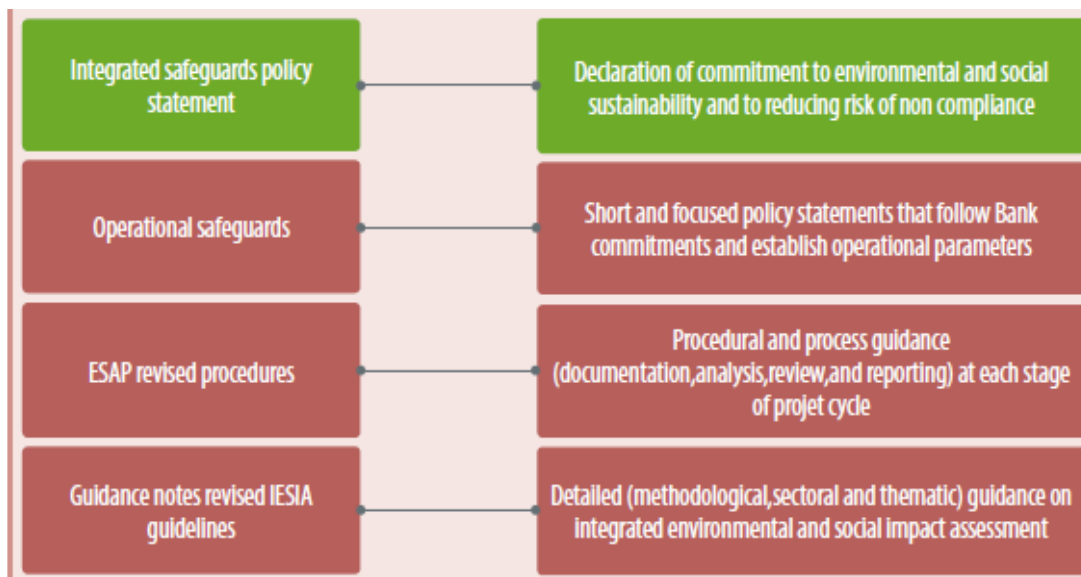 Integrated safeguards policy
statement
Declaration of commitment to environmental and social
sustainability and to reducing risk of non compliance
Operational safeguards
Short and focused policy statements that follow Bank
commitments and establish operational parameters
ESAP revised procedures
Procedural and process guidance
(documentation,analysis,review,and reporting) at each stage
of projet cycle
Guidance notes revised IESIA
guidelines
Detailed (methodological,sectoral and thematic) guidance on
integrated environmental and social impact assessment